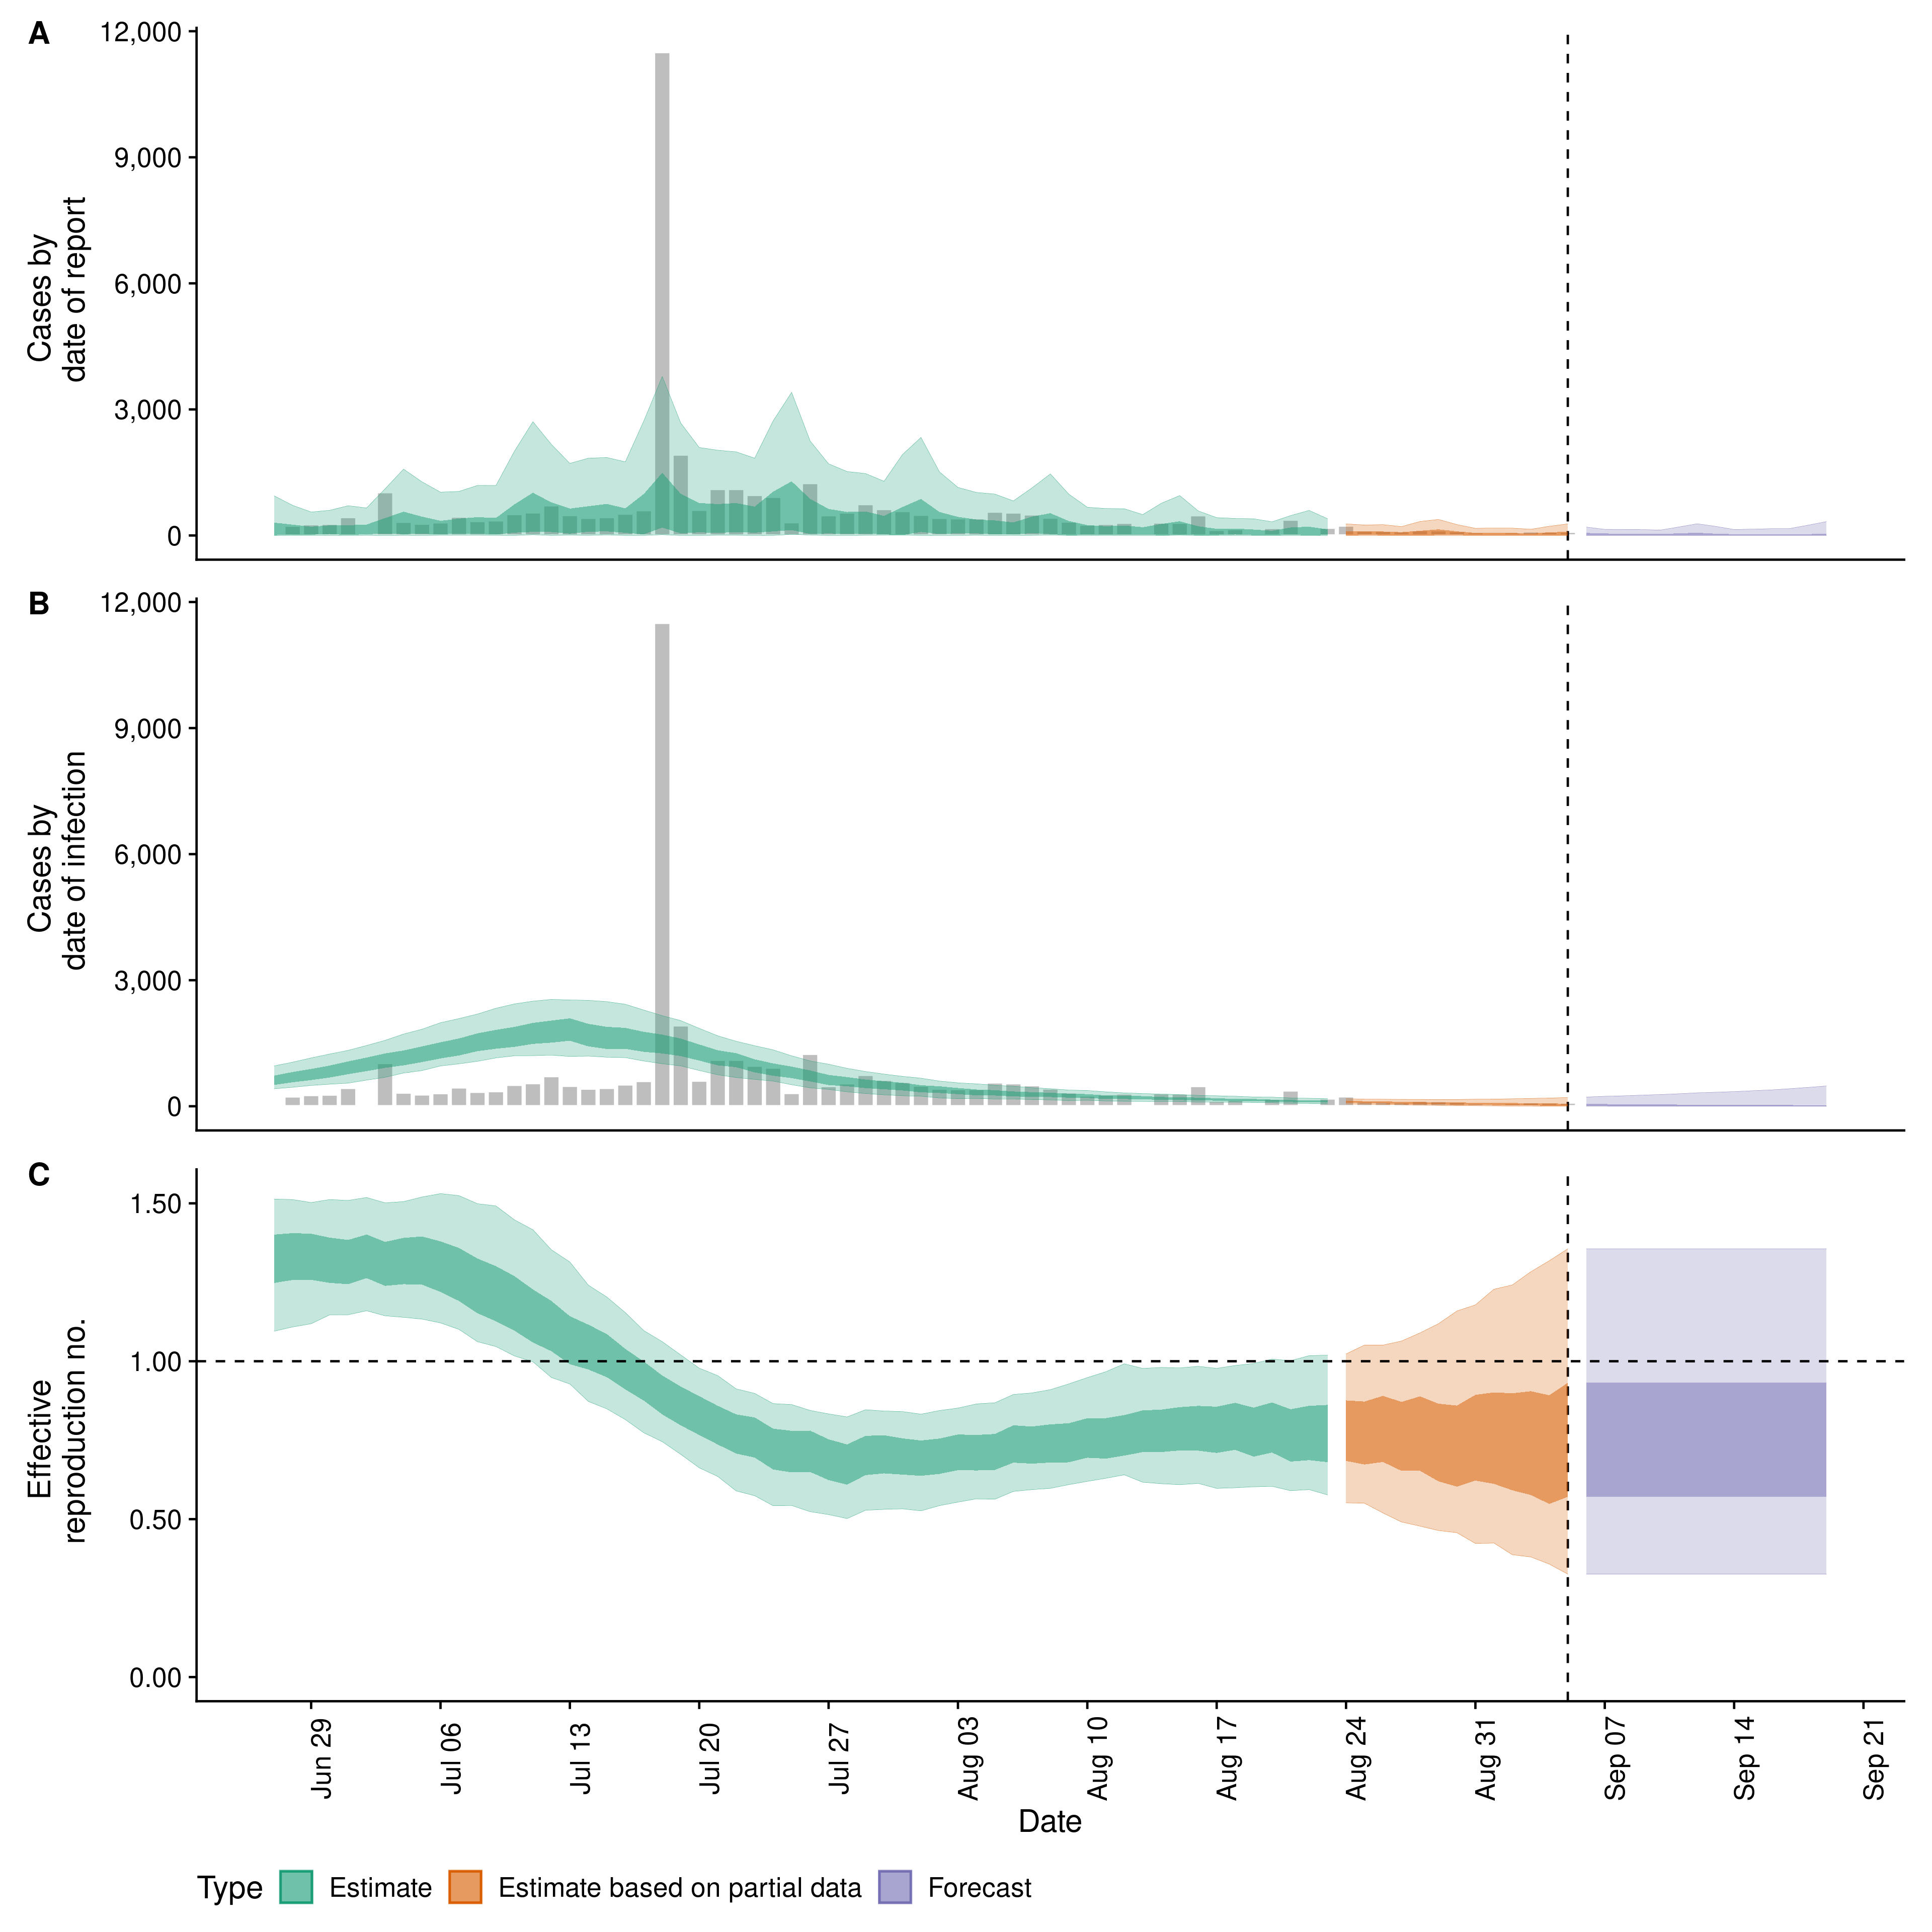 A
12,000
9,000
6,000
3,000
0
Cases by
date of report
B
12,000
9,000
6,000
3,000
0
Cases by
date of infection
C
1.50
1.00
0.50
0.00
Effective
reproduction no.
Jun 29
Jul 06
Jul 13
Jul 20
Jul 27
Aug 03
Aug 10
Aug 17
Aug 24
Aug 31
Sep 07
Sep 14
Sep 21
Date
Type Estimate Estimate based on partial data Forecast